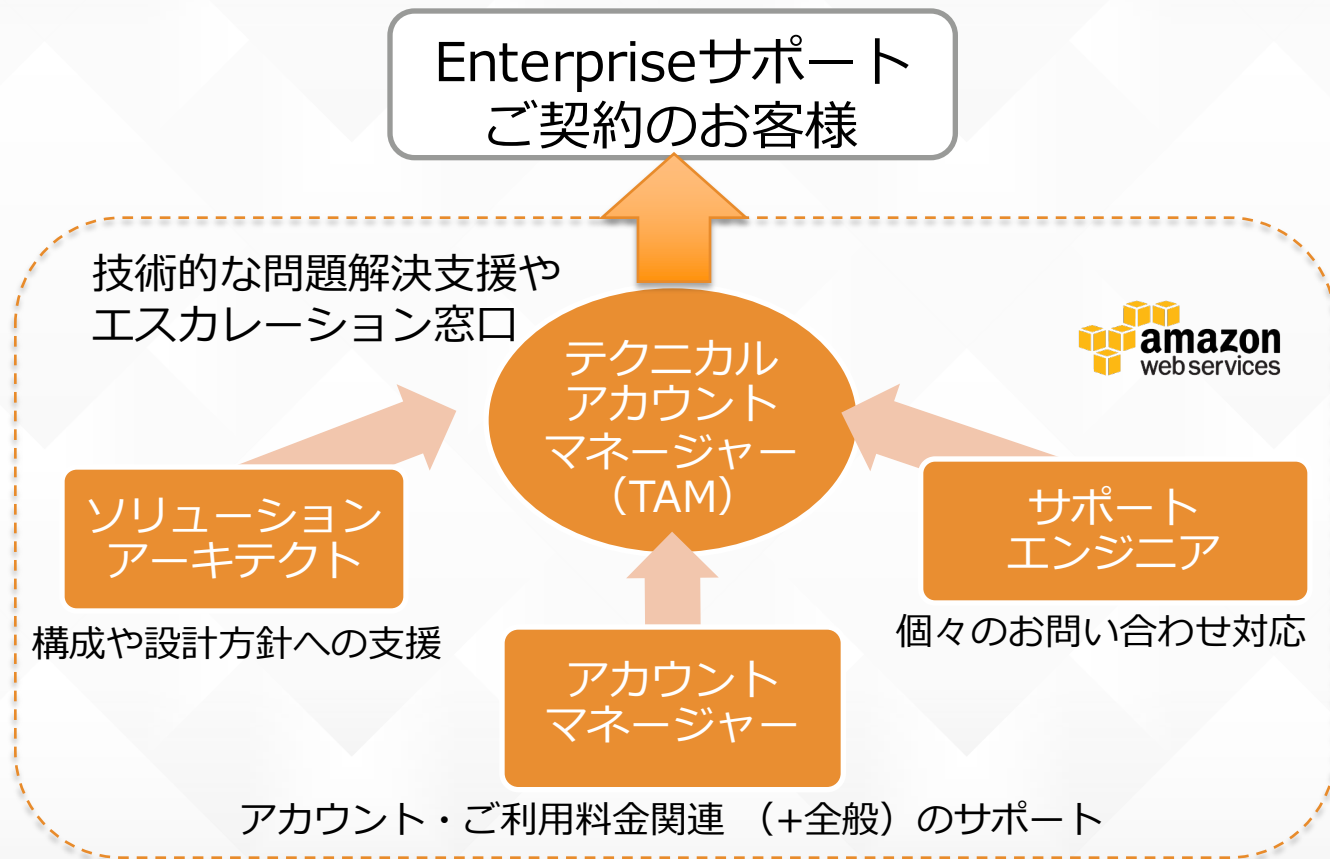 Enterpriseサポート
ご契約のお客様
技術的な問題解決支援や
エスカレーション窓口
テクニカル
アカウント
マネージャー
（TAM）
amazon
web services
ソリューション
アーキテクト
構成や設計方針への支援
サポート
エンジニア
個々のお問い合わせ対応
アカウント
マネージャー
アカウント・ご利用料金関連 （+全般）のサポート